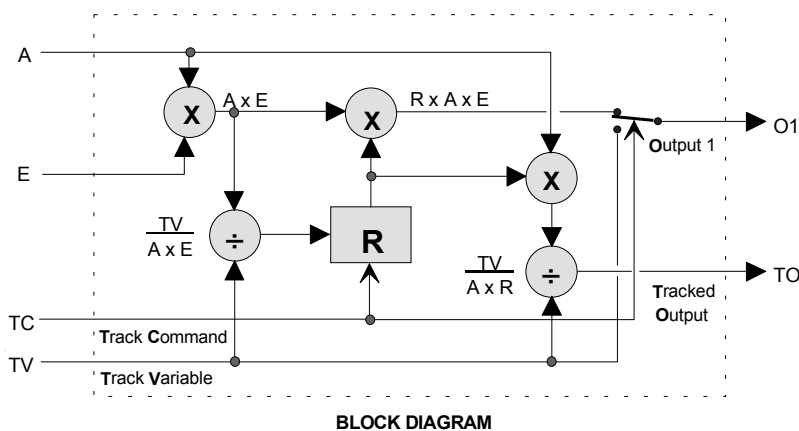 A
X
A x E
X
R x A x E
O1
Output 1
E
X
TV
A x E
÷
R
TV
A x R
÷
TO
Tracked
Output
TC
Track Command
TV
Track Variable
BLOCK DIAGRAM